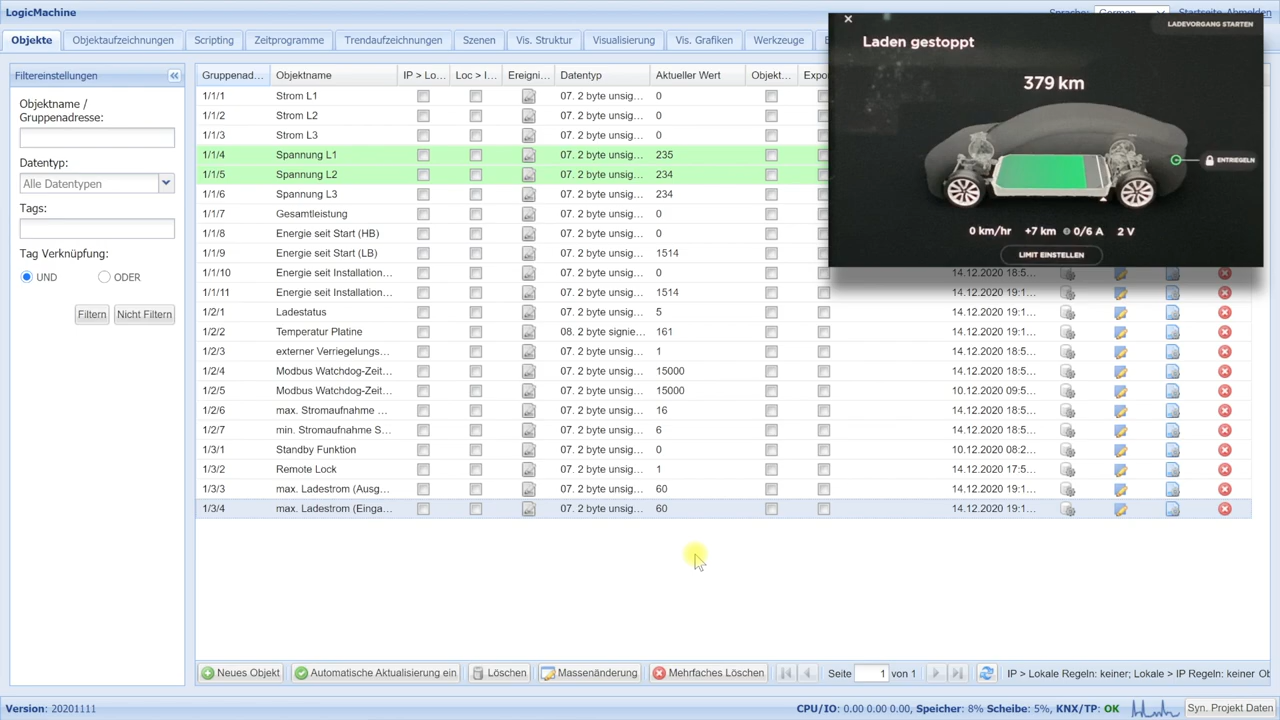 LogicMachine
Sprache: German Startseite Abmelden
Objekte Objektaufzeichnungen Scripting Zeitprogramme Trendaufzeichnungen Szenen Vis. Struktur Visualisierung Vis. Grafiken Werkzeuge
Filtereinstellungen
Objektname /
Gruppenadresse:
Datentyp:
Alle Datentypen
Tags:
Tag Verknüpfung:
UND ODER
Filtern Nicht Filtern
Gruppenad... Objektname IP > Lo... Loc > I... Ereigni... Datentyp Aktueller Wert Objekt... Expo
1/1/1 Strom L1 07. 2 byte unsig... 0
1/1/2 Strom L2 07. 2 byte unsig... 0
1/1/3 Strom L3 07. 2 byte unsig... 0
1/1/4 Spannung L1 07. 2 byte unsig... 235
1/1/5 Spannung L2 07. 2 byte unsig... 234
1/1/6 Spannung L3 07. 2 byte unsig... 234
1/1/7 Gesamtleistung 07. 2 byte unsig... 0
1/1/8 Energie seit Start (HB) 07. 2 byte unsig... 0
1/1/9 Energie seit Start (LB) 07. 2 byte unsig... 1514
1/1/10 Energie seit Installation... 07. 2 byte unsig... 0 14.12.2020 18:5...
1/1/11 Energie seit Installation... 07. 2 byte unsig... 1514 14.12.2020 19:1...
1/2/1 Ladestatus 07. 2 byte unsig... 5 14.12.2020 19:1...
1/2/2 Temperatur Platine 08. 2 byte signie... 161 14.12.2020 19:1...
1/2/3 externer Verriegelungs... 07. 2 byte unsig... 1 14.12.2020 18:5...
1/2/4 Modbus Watchdog-Zeit... 07. 2 byte unsig... 15000 14.12.2020 18:5...
1/2/5 Modbus Watchdog-Zeit... 07. 2 byte unsig... 15000 10.12.2020 09:5...
1/2/6 max. Stromaufnahme ... 07. 2 byte unsig... 16 14.12.2020 18:5...
1/2/7 min. Stromaufnahme S... 07. 2 byte unsig... 6 14.12.2020 18:5...
1/3/1 Standby Funktion 07. 2 byte unsig... 0 10.12.2020 08:2...
1/3/2 Remote Lock 07. 2 byte unsig... 1 14.12.2020 17:5...
1/3/3 max. Ladestrom (Ausg... 07. 2 byte unsig... 60 14.12.2020 19:1...
1/3/4 max. Ladestrom (Einga... 07. 2 byte unsig... 60 14.12.2020 19:1...
LADEVORGANG STARTEN
Laden gestoppt
379 km
ENTRIEGELN
0 km/hr +7 km 0/6 A 2 V
LIMIT EINSTELLEN
Neues Objekt Automatische Aktualisierung ein Löschen Massenänderung Mehrfaches Löschen Seite 1 von 1 IP > Lokale Regeln: keiner; Lokale > IP Regeln: keiner Ob
Version: 20201111 CPU/IO: 0.00 0.00 0.00, Speicher: 8% Scheibe: 5%, KNX/TP: OK Syn. Projekt Daten